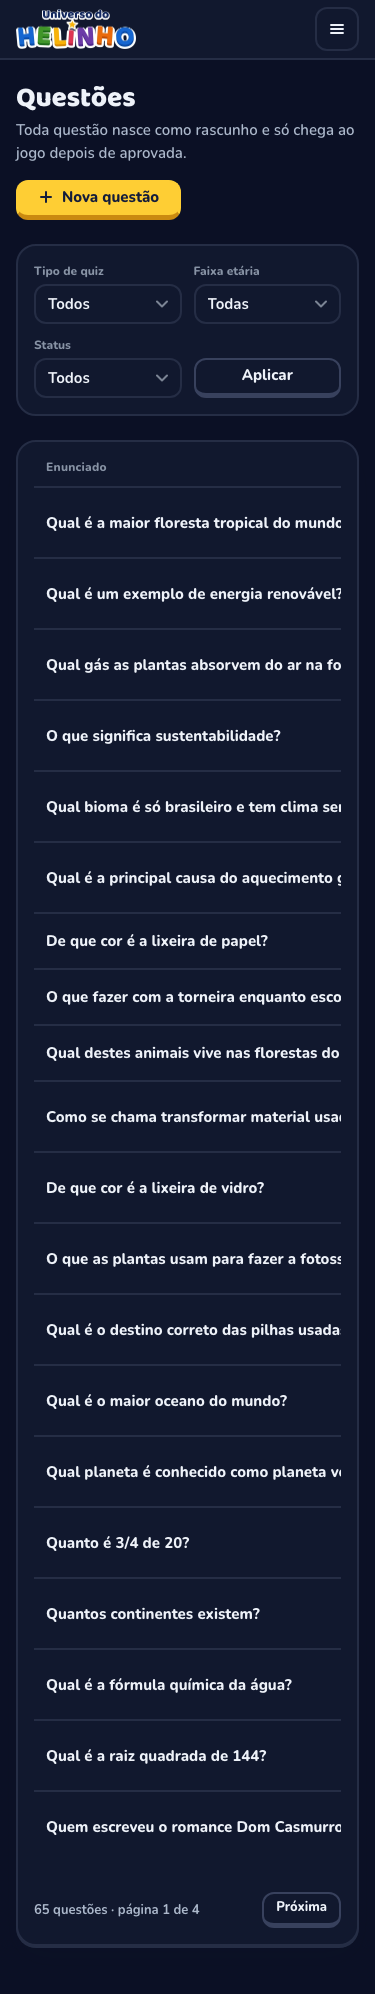 Universo do
HELINHO
Questões
Toda questão nasce como rascunho e só chega ao
jogo depois de aprovada.
+ Nova questão
Tipo de quiz
Faixa etária
Todos
Todas
Status
Todos
Aplicar
Enunciado
Qual é a maior floresta tropical do mundo
Qual é um exemplo de energia renovável?
Qual gás as plantas absorvem do ar na fo
O que significa sustentabilidade?
Qual bioma é só brasileiro e tem clima se
Qual é a principal causa do aquecimento g
De que cor é a lixeira de papel?
O que fazer com a torneira enquanto esco
Qual destes animais vive nas florestas do
Como se chama transformar material usa
De que cor é a lixeira de vidro?
O que as plantas usam para fazer a fotoss
Qual é o destino correto das pilhas usadas
Qual é o maior oceano do mundo?
Qual planeta é conhecido como planeta ve
Quanto é 3/4 de 20?
Quantos continentes existem?
Qual é a fórmula química da água?
Qual é a raiz quadrada de 144?
Quem escreveu o romance Dom Casmurro
65 questões · página 1 de 4
Próxima